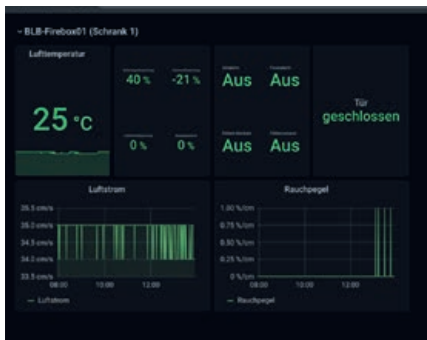 BLB-Firebox01 (Schrank 1)
Lufttemperatur
25 °C
40 %
-21 %
0 %
0 %
Aus
Aus
Aus
Aus
Tür
geschlossen
Luftstrom
35.5 cm/s
35.0 cm/s
34.5 cm/s
34.0 cm/s
33.5 cm/s
08:00 10:00 12:00
Luftstrom
Rauchpegel
1.00 %/cm
0.75 %/cm
0.50 %/cm
0.25 %/cm
0 %/cm
08:00 10:00 12:00
Rauchpegel